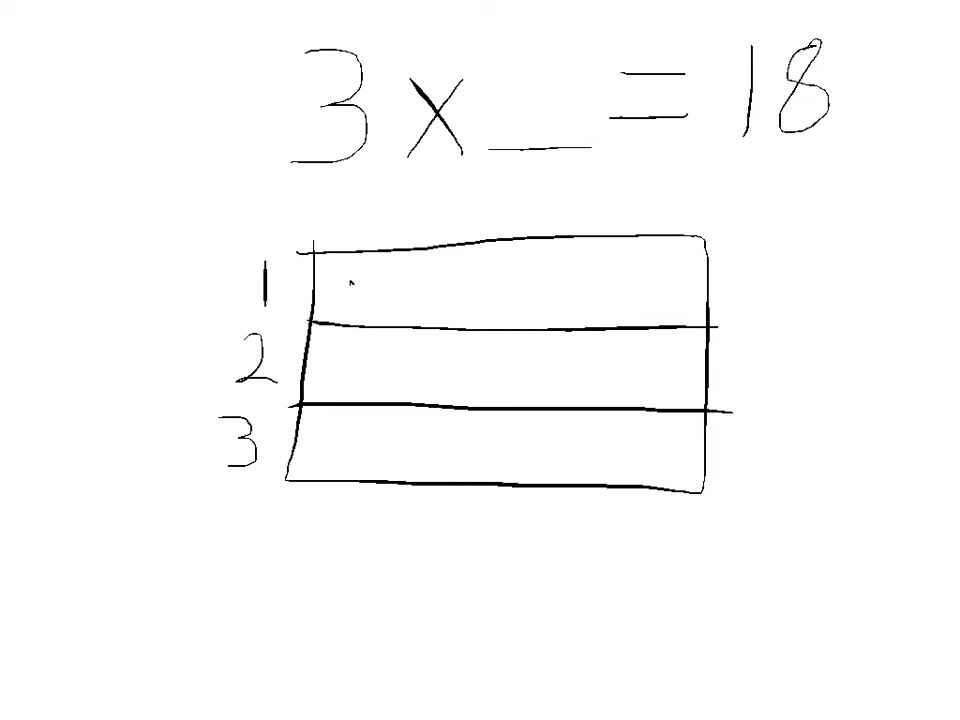 3 x __ = 18
1
2
3